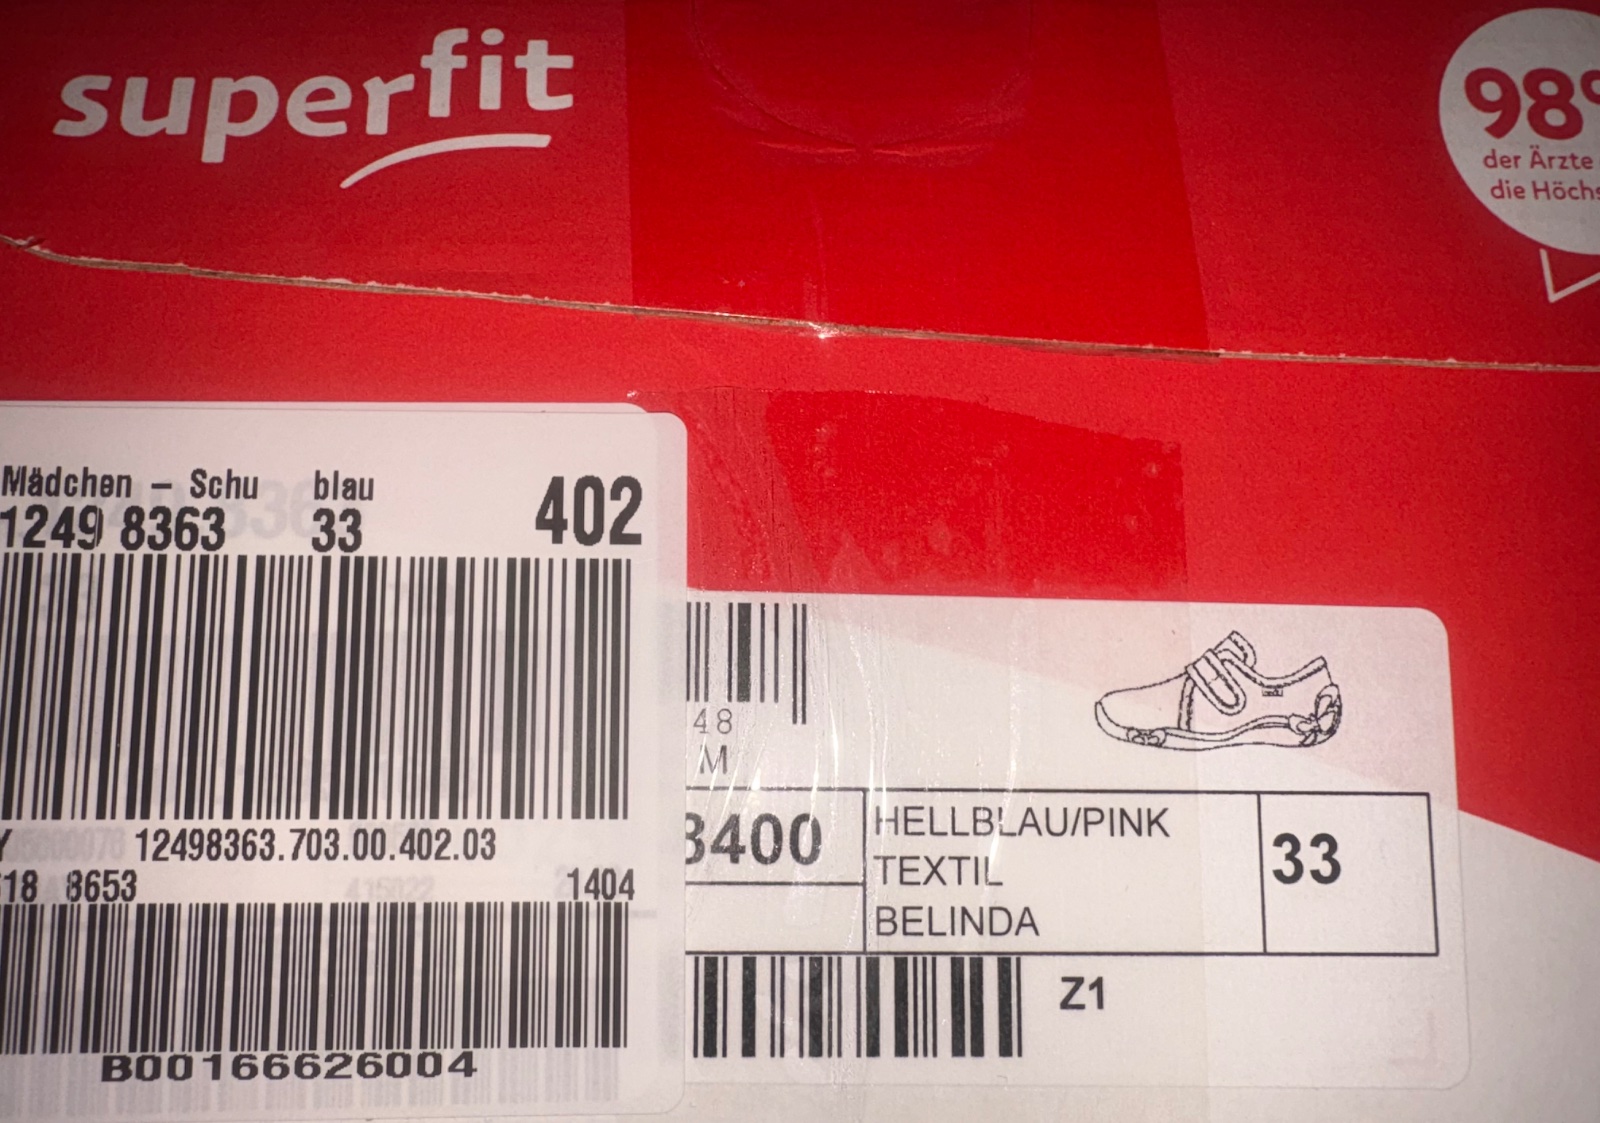 superfit
98%
der Ärzte
die Höchs
Mädchen - Schu blau
1249 8363 33 402
12498363.703.00.402.03
18 8653 1404
B00166626004
48
M
3400
HELLBLAU/PINK
TEXTIL
BELINDA
33
Z1